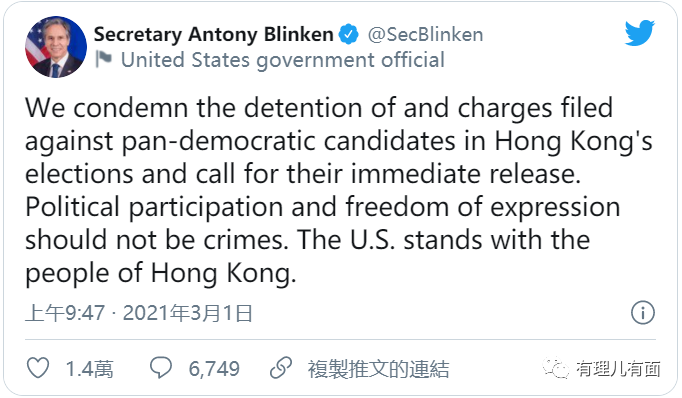 Secretary Antony Blinken @SecBlinken
United States government official
We condemn the detention of and charges filed
against pan-democratic candidates in Hong Kong's
elections and call for their immediate release.
Political participation and freedom of expression
should not be crimes. The U.S. stands with the
people of Hong Kong.
上午9:47 · 2021年3月1日
1.4萬 6,749 複製推文的連結 有理儿有面